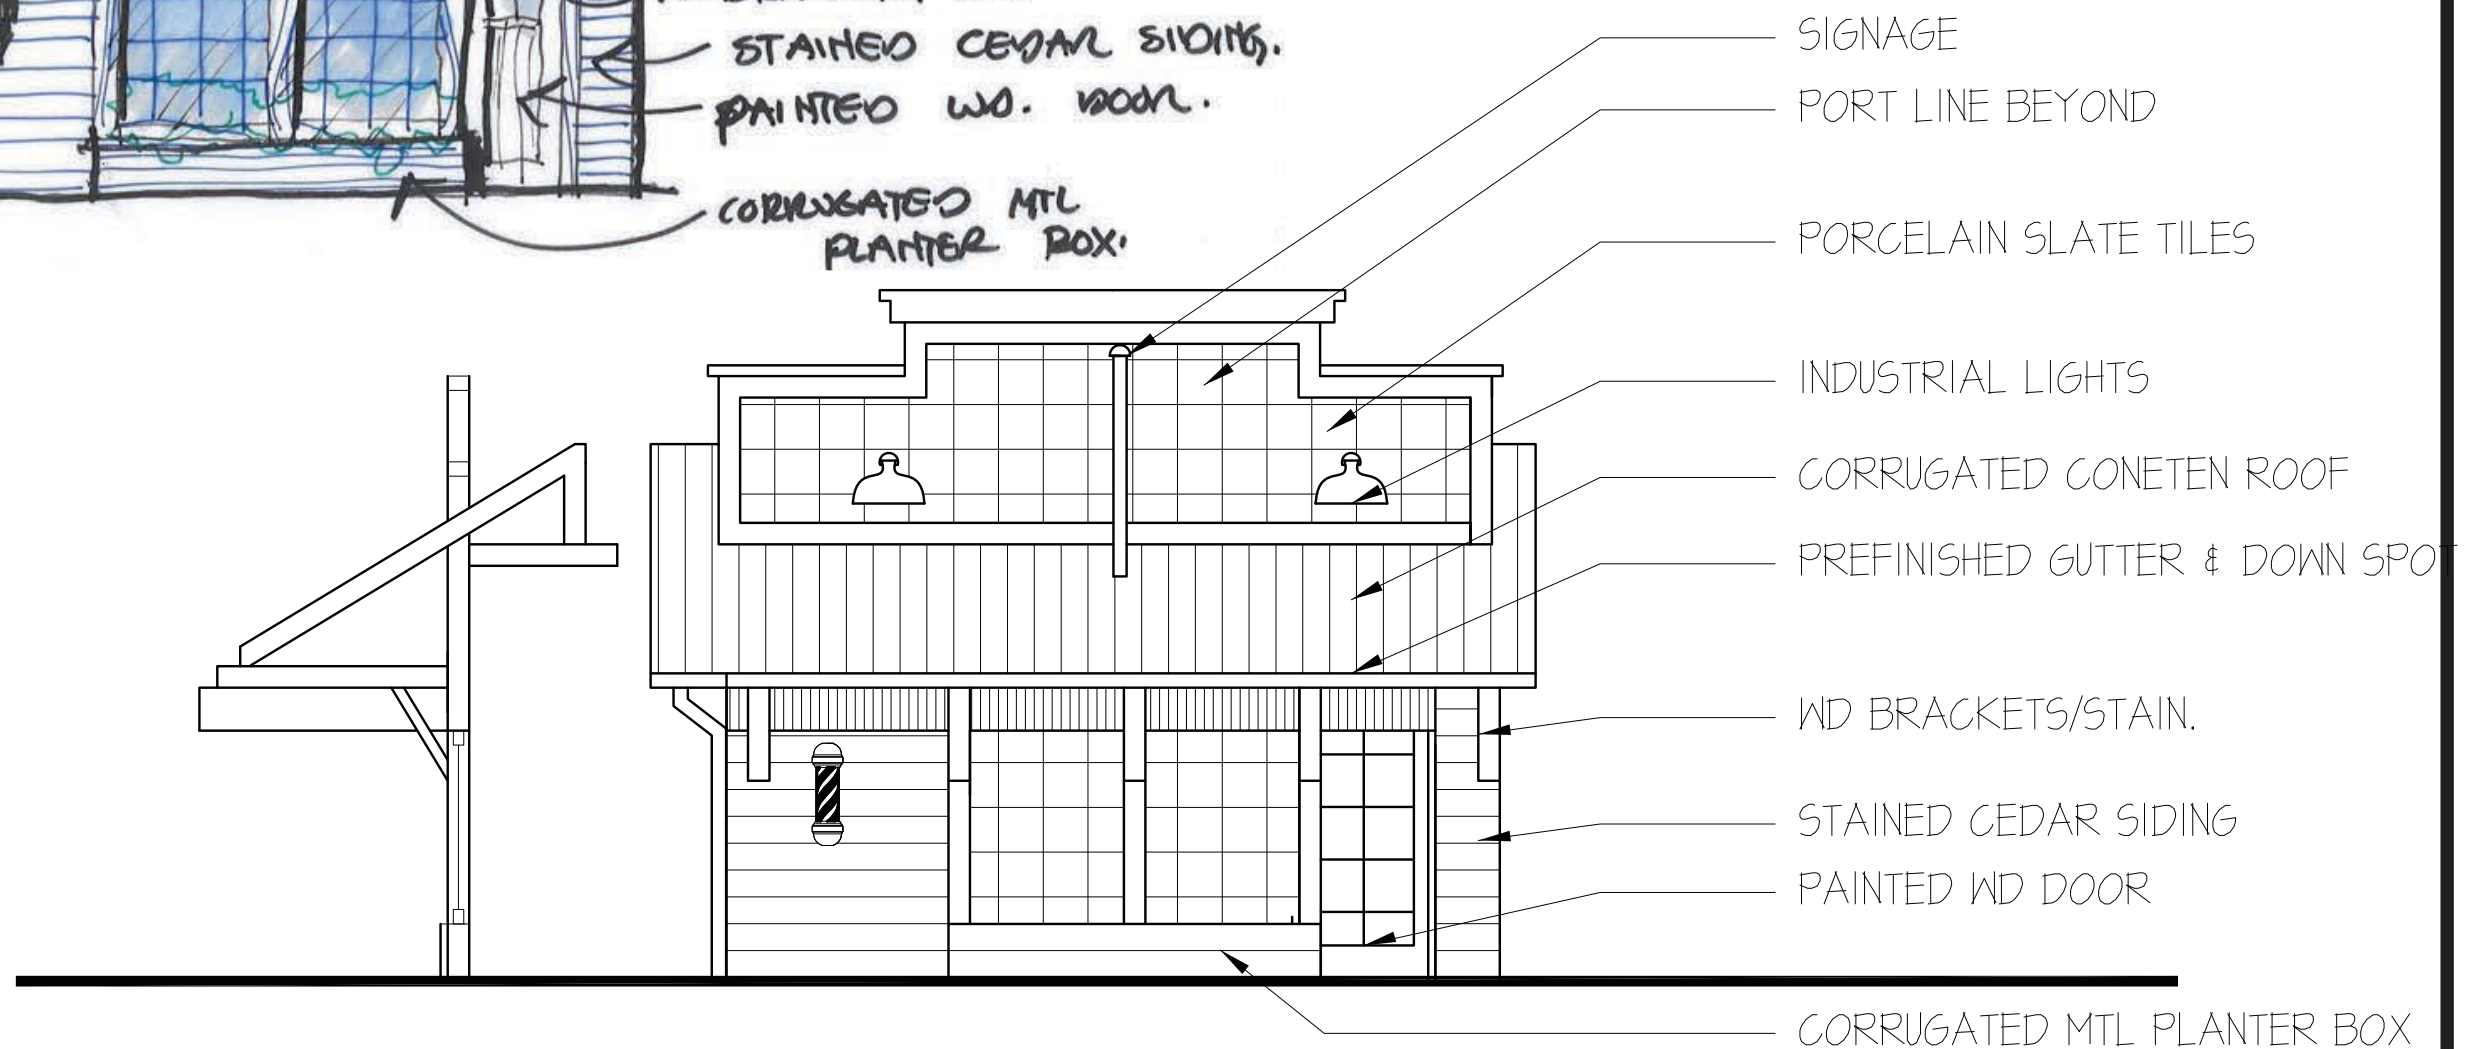 STAINED CEDAR SIDING.
PAINTED WD. DOOR.
CORRUGATED MTL
PLANTER BOX.
SIGNAGE
PORT LINE BEYOND
PORCELAIN SLATE TILES
INDUSTRIAL LIGHTS
CORRUGATED CONETEN ROOF
PREFINISHED GUTTER & DOWN SPOT
WD BRACKETS/STAIN.
STAINED CEDAR SIDING
PAINTED WD DOOR
CORRUGATED MTL PLANTER BOX